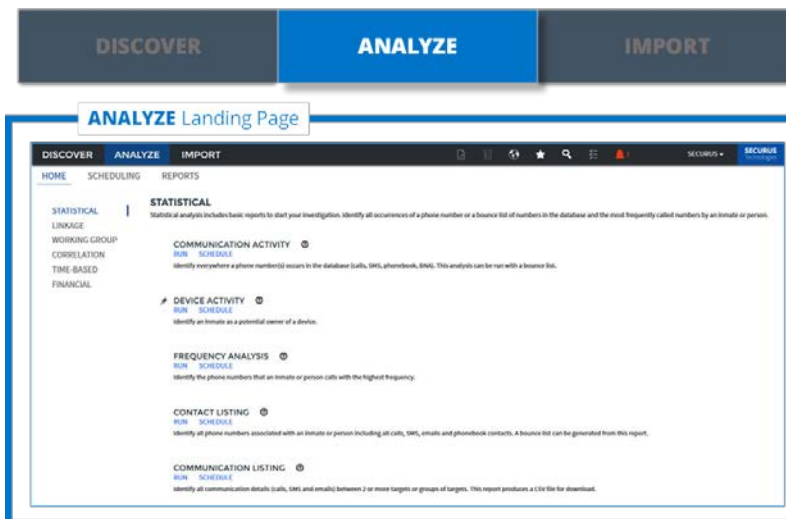 DISCOVER ANALYZE IMPORT
ANALYZE Landing Page
DISCOVER ANALYZE IMPORT SECURUS SECURUS Technologies
HOME SCHEDULING REPORTS
STATISTICAL
LINKAGE
WORKING GROUP
CORRELATION
TIME-BASED
FINANCIAL
STATISTICAL
Statistical analysis includes basic reports to start your investigation. Identify all occurrences of a phone number or a bounce list of numbers in the database and the most frequently called numbers by an inmate or person.
COMMUNICATION ACTIVITY
RUN SCHEDULE
Identify everywhere a phone number(s) occurs in the database (calls, SMS, phonebook, BNA). This analysis can be run with a bounce list.
DEVICE ACTIVITY
RUN SCHEDULE
Identify an inmate as a potential owner of a device.
FREQUENCY ANALYSIS
RUN SCHEDULE
Identify the phone numbers that an inmate or person calls with the highest frequency.
CONTACT LISTING
RUN SCHEDULE
Identify all phone numbers associated with an inmate or person including all calls, SMS, emails and phonebook contacts. A bounce list can be generated from this report.
COMMUNICATION LISTING
RUN SCHEDULE
Identify all communication details (calls, SMS and emails) between 2 or more targets or groups of targets. This report produces a CSV file for download.